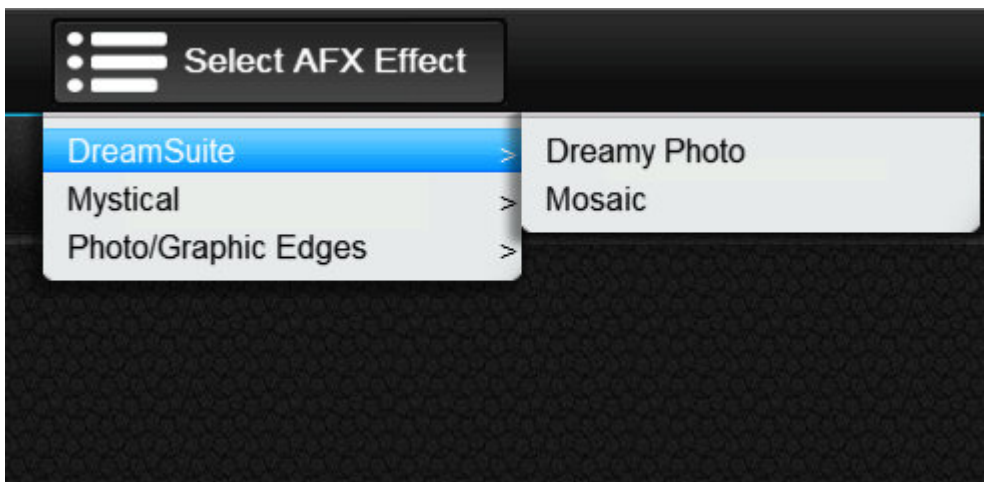 Select AFX Effect
DreamSuite >
Mystical >
Photo/Graphic Edges >
Dreamy Photo
Mosaic